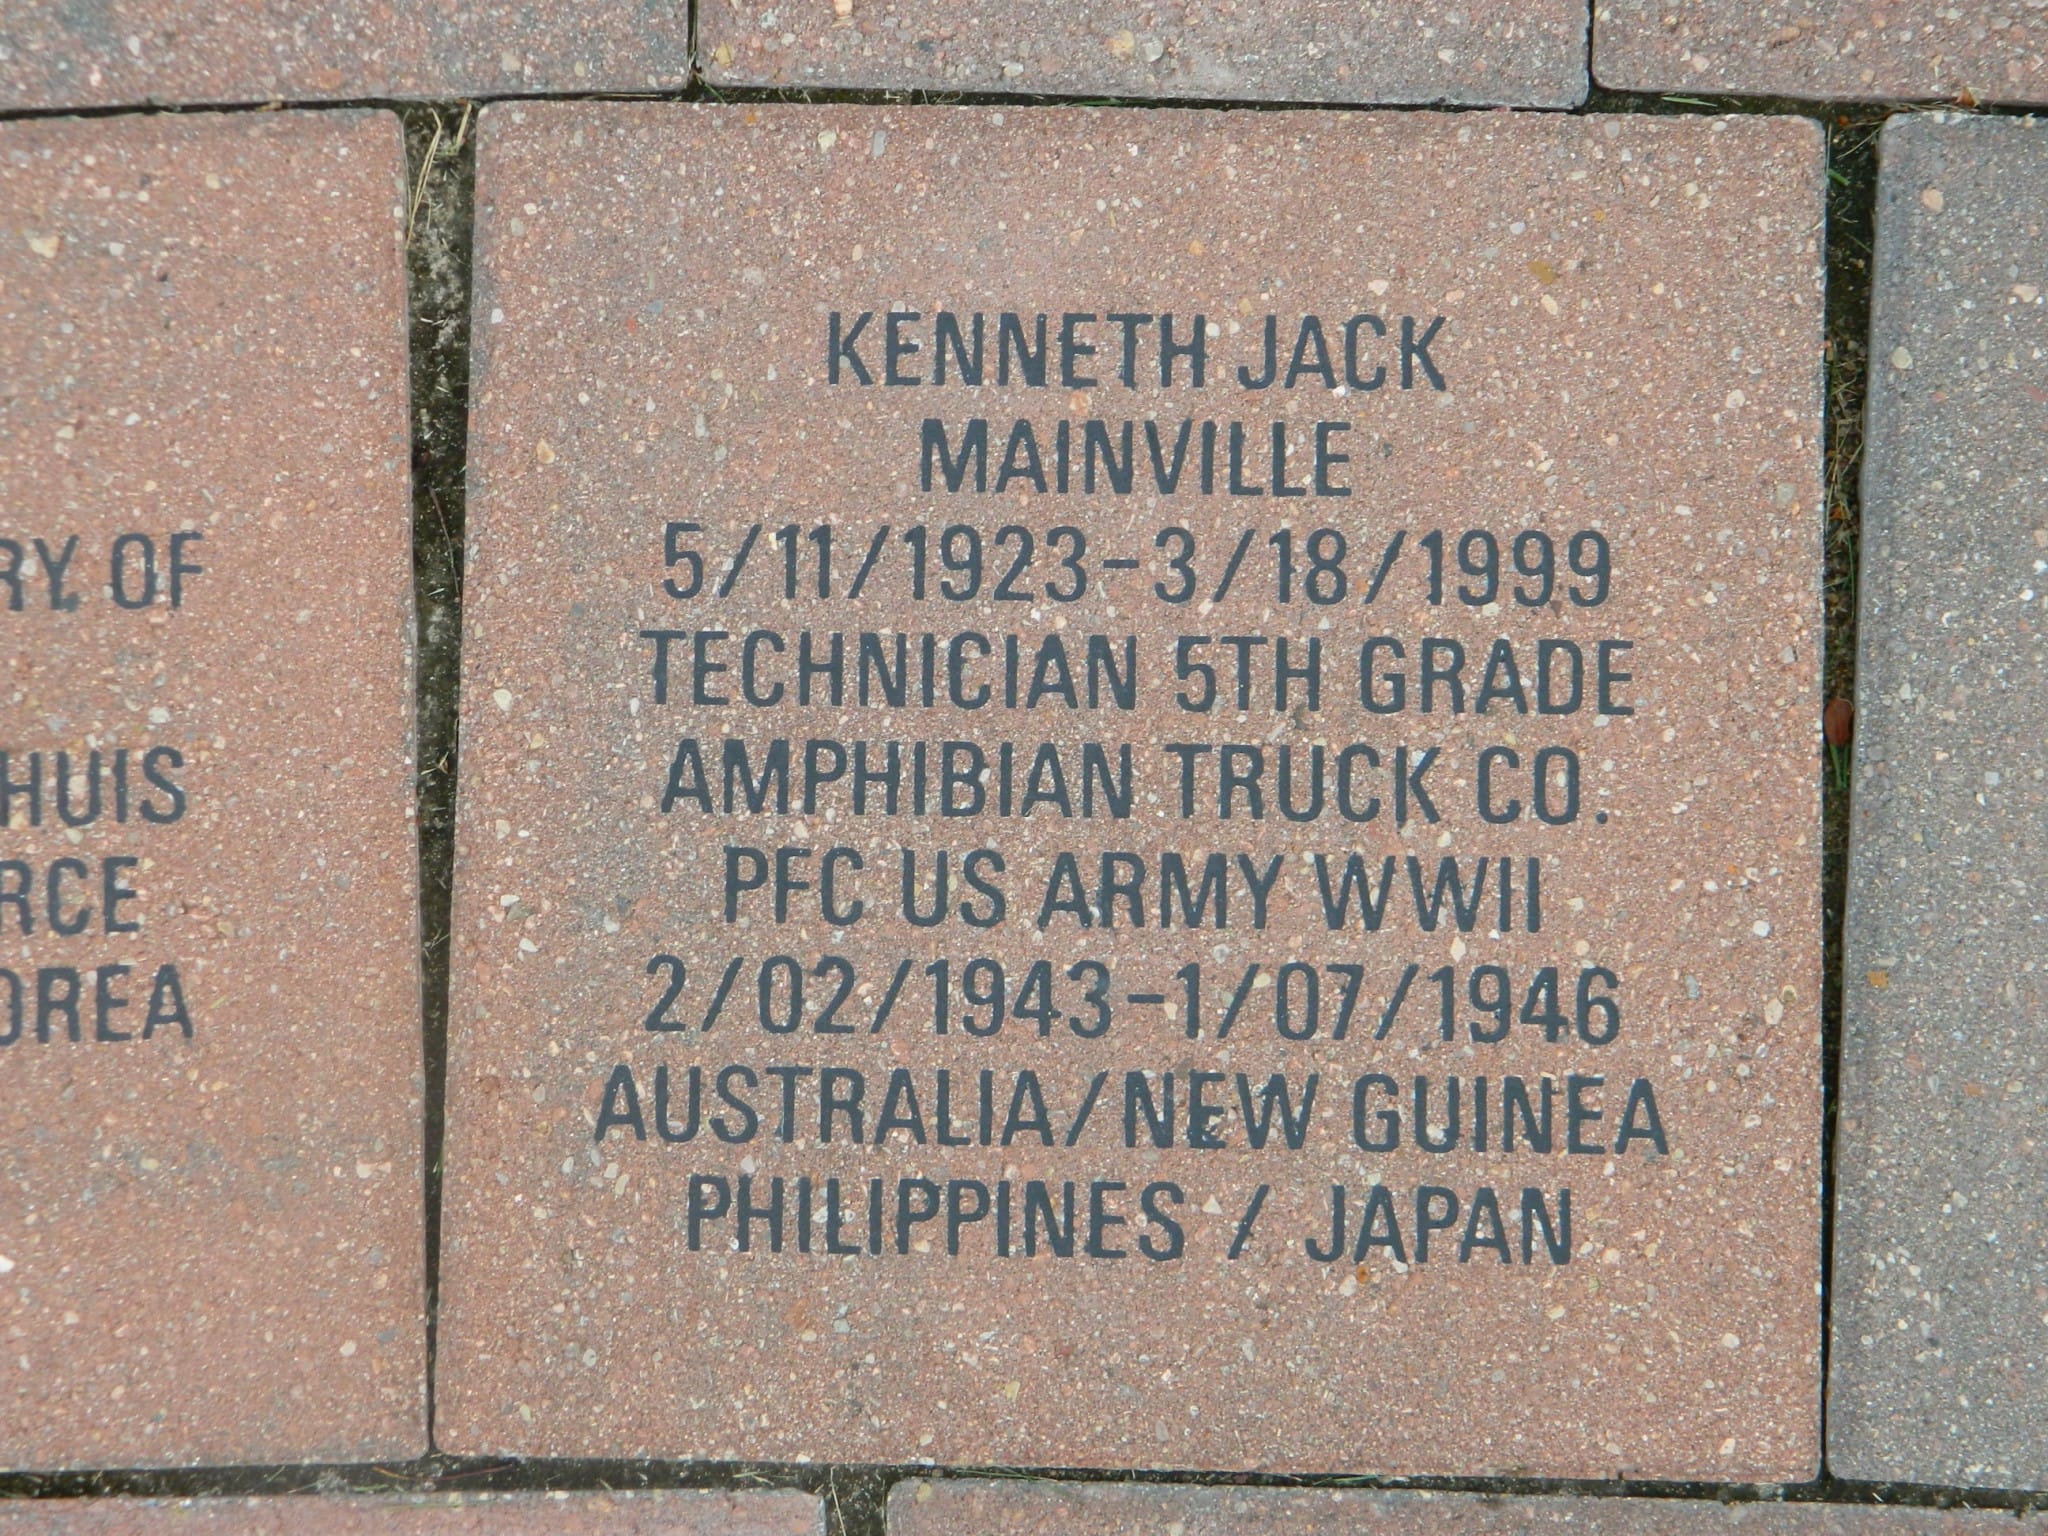 KENNETH JACK
MAINVILLE
5/11/1923-3/18/1999
TECHNICIAN 5TH GRADE
AMPHIBIAN TRUCK CO.
PFC US ARMY WWII
2/02/1943-1/07/1946
AUSTRALIA/NEW GUINEA
PHILIPPINES / JAPAN
RY OF
HUIS
RCE
OREA